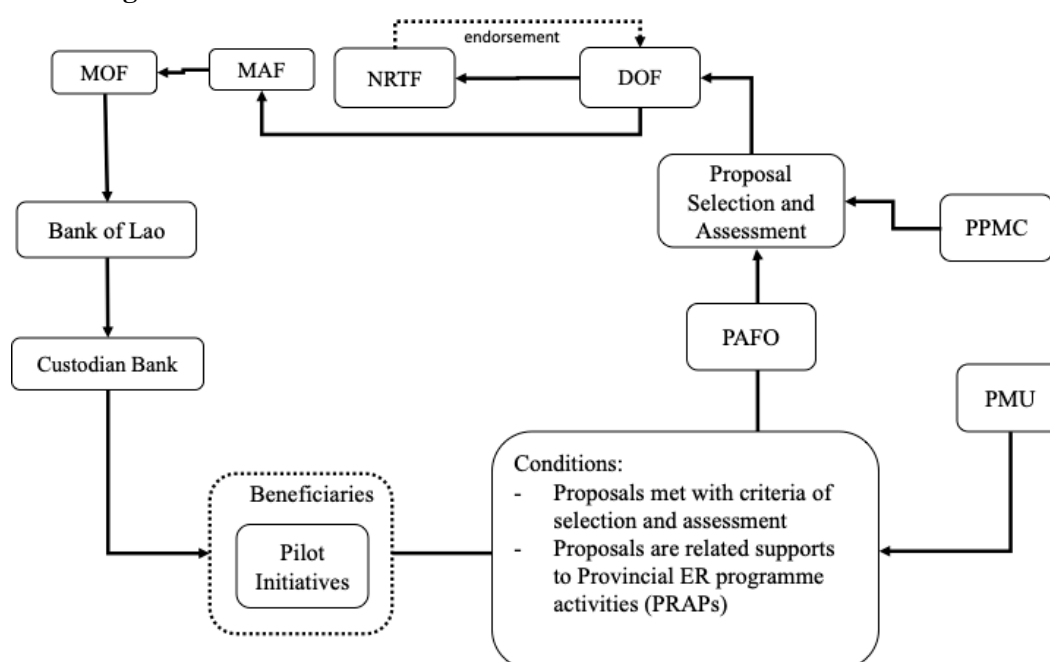 endorsement
MOF
MAF
NRTF
DOF
Proposal
Selection and
Assessment
PPMC
Bank of Lao
PAFO
Custodian Bank
PMU
Beneficiaries
Pilot
Initiatives
Conditions:
- Proposals met with criteria of
selection and assessment
- Proposals are related supports
to Provincial ER programme
activities (PRAPs)